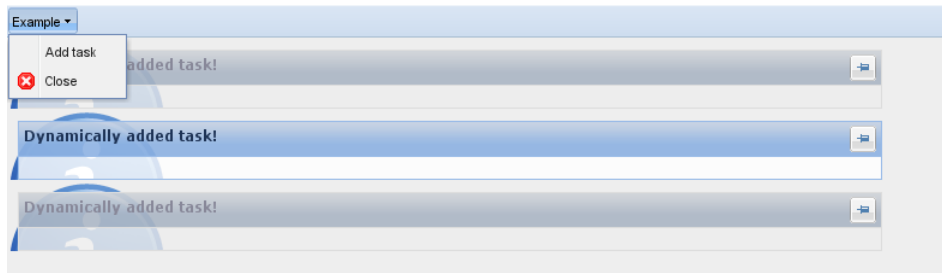 Example
Add task
Close
added task!
Dynamically added task!
Dynamically added task!